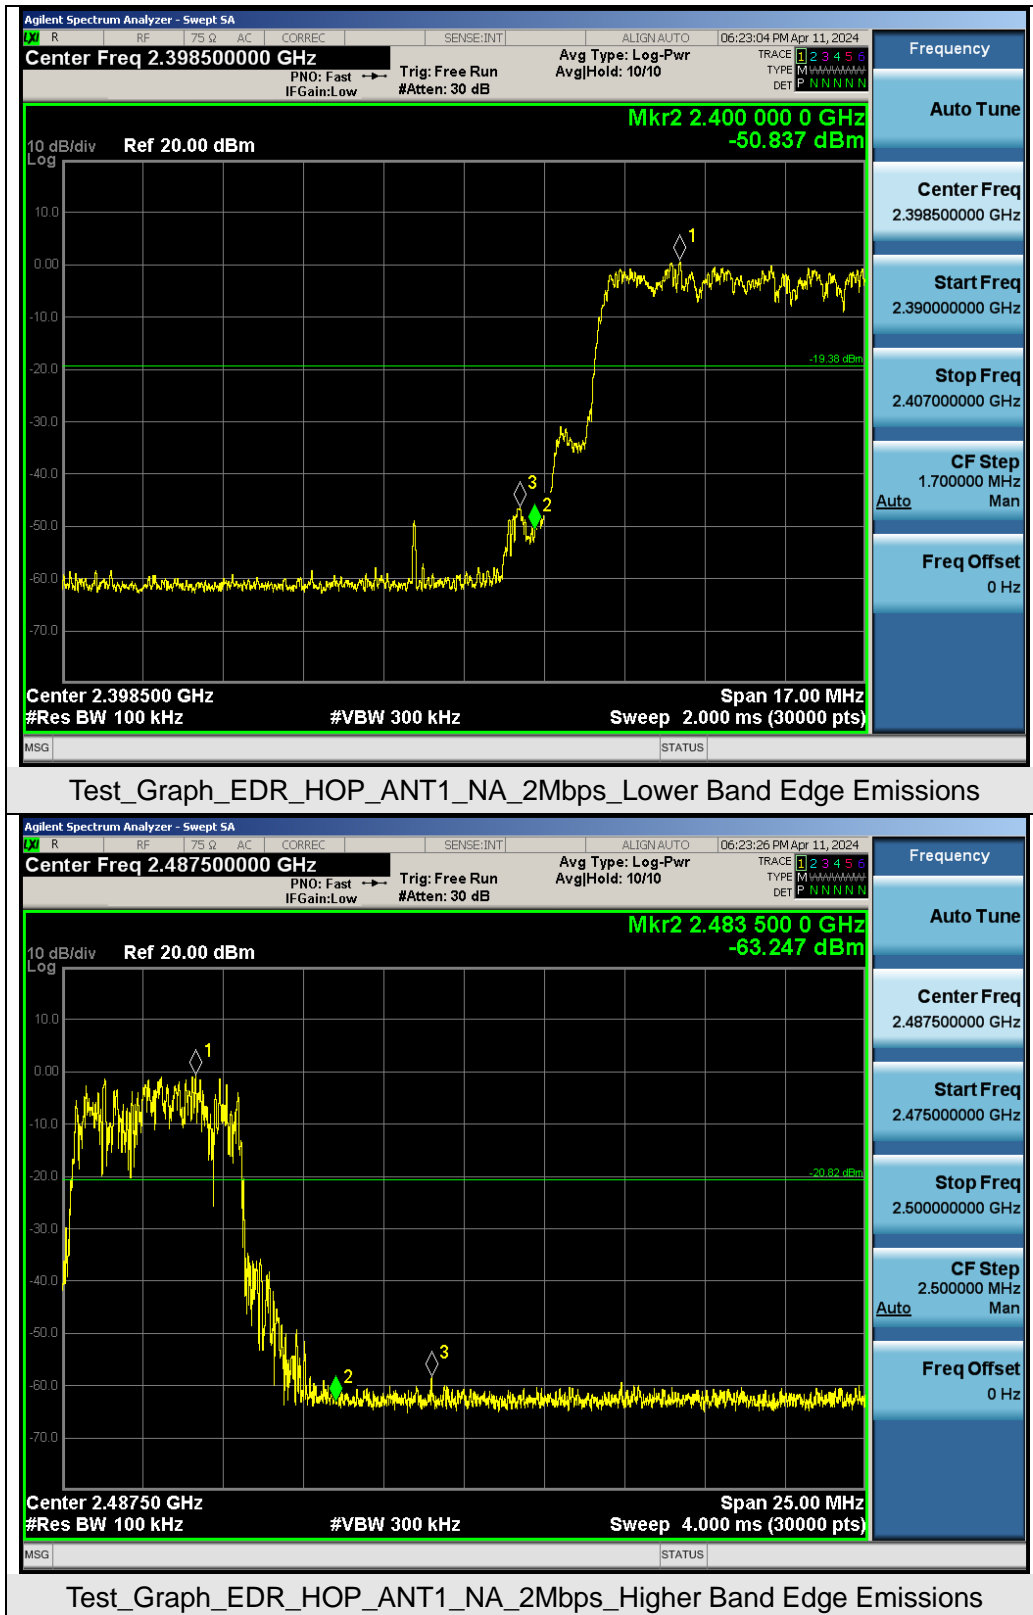 Agilent Spectrum Analyzer - Swept SA
LXI R RF 75 Ω AC CORREC SENSE:INT ALIGN AUTO 06:23:04 PM Apr 11, 2024
Center Freq 2.398500000 GHz
PNO: Fast
IFGain:Low
Trig: Free Run
#Atten: 30 dB
Avg Type: Log-Pwr
Avg|Hold: 10/10
TRACE 1 2 3 4 5 6
TYPE M
DET P N N N N N
Mkr2 2.400 000 0 GHz
-50.837 dBm
10 dB/div Ref 20.00 dBm
Log
10.0
0.00
-10.0
-20.0
-30.0
-40.0
-50.0
-60.0
-70.0
1
-19.38 dBm
3
2
Center 2.398500 GHz Span 17.00 MHz
#Res BW 100 kHz #VBW 300 kHz Sweep 2.000 ms (30000 pts)
MSG STATUS
Frequency
Auto Tune
Center Freq
2.398500000 GHz
Start Freq
2.390000000 GHz
Stop Freq
2.407000000 GHz
CF Step
1.700000 MHz
Auto Man
Freq Offset
0 Hz
Test_Graph_EDR_HOP_ANT1_NA_2Mbps_Lower Band Edge Emissions
Agilent Spectrum Analyzer - Swept SA
LXI R RF 75 Ω AC CORREC SENSE:INT ALIGN AUTO 06:23:26 PM Apr 11, 2024
Center Freq 2.487500000 GHz
PNO: Fast
IFGain:Low
Trig: Free Run
#Atten: 30 dB
Avg Type: Log-Pwr
Avg|Hold: 10/10
TRACE 1 2 3 4 5 6
TYPE M
DET P N N N N N
Mkr2 2.483 500 0 GHz
-63.247 dBm
10 dB/div Ref 20.00 dBm
Log
10.0
0.00
-10.0
-20.0
-30.0
-40.0
-50.0
-60.0
-70.0
1
-20.82 dBm
2
3
Center 2.48750 GHz Span 25.00 MHz
#Res BW 100 kHz #VBW 300 kHz Sweep 4.000 ms (30000 pts)
MSG STATUS
Frequency
Auto Tune
Center Freq
2.487500000 GHz
Start Freq
2.475000000 GHz
Stop Freq
2.500000000 GHz
CF Step
2.500000 MHz
Auto Man
Freq Offset
0 Hz
Test_Graph_EDR_HOP_ANT1_NA_2Mbps_Higher Band Edge Emissions